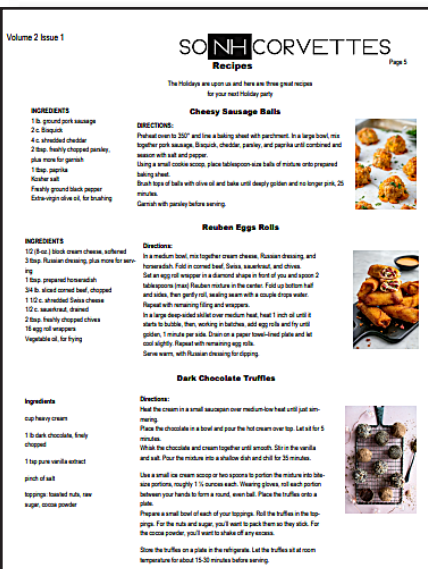 Volume 2 Issue 1
SO NH CORVETTES
Recipes
Page 5
The Holidays are upon us and here are three great recipes
for your next Holiday party
Cheesy Sausage Balls
INGREDIENTS
1 lb. ground pork sausage
2 c. Bisquick
4 c. shredded cheddar
2 tbsp. freshly chopped parsley,
plus more for garnish
1 tbsp. paprika
Kosher salt
Freshly ground black pepper
Extra-virgin olive oil, for brushing
DIRECTIONS:
Preheat oven to 350° and line a baking sheet with parchment. In a large bowl, mix
together pork sausage, Bisquick, cheddar, parsley, and paprika until combined and
season with salt and pepper.
Using a small cookie scoop, place tablespoon-size balls of mixture onto prepared
baking sheet.
Brush tops of balls with olive oil and bake until deeply golden and no longer pink, 25
minutes.
Garnish with parsley before serving.
Reuben Eggs Rolls
INGREDIENTS
1/2 (8-oz.) block cream cheese, softened
3 tbsp. Russian dressing, plus more for serv-
ing
1 tbsp. prepared horseradish
3/4 lb. sliced corned beef, chopped
1 1/2 c. shredded Swiss cheese
1/2 c. sauerkraut, drained
2 tbsp. freshly chopped chives
16 egg roll wrappers
Vegetable oil, for frying
Directions:
In a medium bowl, mix together cream cheese, Russian dressing, and
horseradish. Fold in corned beef, Swiss, sauerkraut, and chives.
Set an egg roll wrapper in a diamond shape in front of you and spoon 2
tablespoons (max) Reuben mixture in the center. Fold up bottom half
and sides, then gently roll, sealing seam with a couple drops water.
Repeat with remaining filling and wrappers.
In a large deep-sided skillet over medium heat, heat 1 inch oil until it
starts to bubble, then, working in batches, add egg rolls and fry until
golden, 1 minute per side. Drain on a paper towel–lined plate and let
cool slightly. Repeat with remaining egg rolls.
Serve warm, with Russian dressing for dipping.
Dark Chocolate Truffles
Ingredients
cup heavy cream
1 lb dark chocolate, finely
chopped
1 tsp pure vanilla extract
pinch of salt
toppings: toasted nuts, raw
sugar, cocoa powder
Directions:
Heat the cream in a small saucepan over medium-low heat until just sim-
mering.
Place the chocolate in a bowl and pour the hot cream over top. Let sit for 5
minutes.
Whisk the chocolate and cream together until smooth. Stir in the vanilla
and salt. Pour the mixture into a shallow dish and chill for 35 minutes.
Use a small ice cream scoop or two spoons to portion the mixture into bite-
size portions, roughly 1 ½ ounces each. Wearing gloves, roll each portion
between your hands to form a round, even ball. Place the truffles onto a
plate.
Prepare a small bowl of each of your toppings. Roll the truffles in the top-
pings. For the nuts and sugar, you'll want to pack them so they stick. For
the cocoa powder, you'll want to shake off any excess.
Store the truffles on a plate in the refrigerate. Let the truffles sit at room
temperature for about 15-30 minutes before serving.